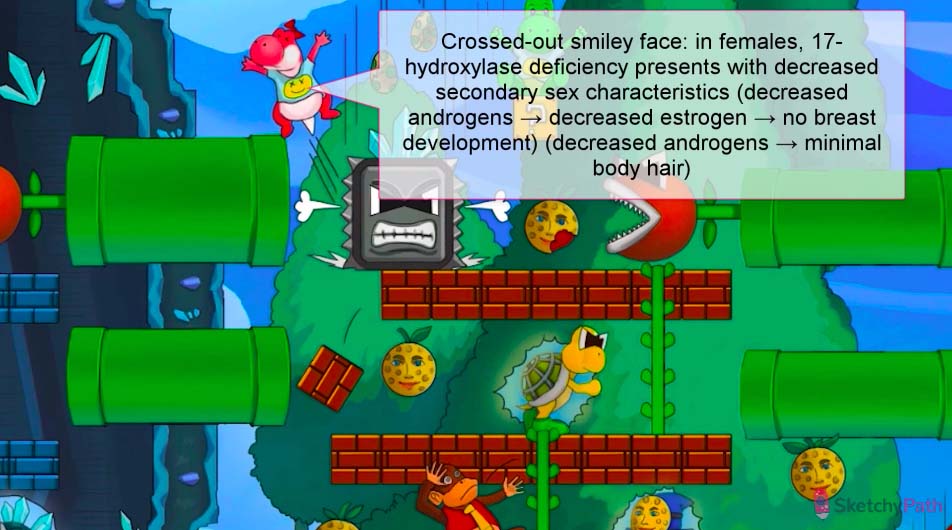 Crossed-out smiley face: in females, 17-
hydroxylase deficiency presents with decreased
secondary sex characteristics (decreased
androgens → decreased estrogen → no breast
development) (decreased androgens → minimal
body hair)
SketchyPath